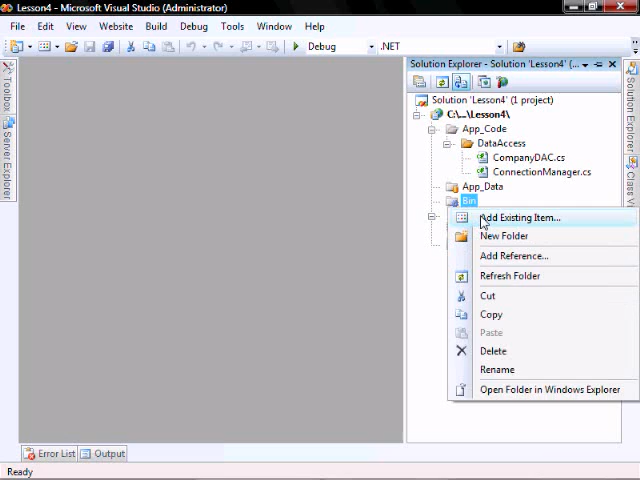 Lesson4 - Microsoft Visual Studio (Administrator)
File Edit View Website Build Debug Tools Window Help
Debug .NET
Solution Explorer - Solution 'Lesson4' (...
Solution 'Lesson4' (1 project)
C:\...\Lesson4\
App_Code
DataAccess
CompanyDAC.cs
ConnectionManager.cs
App_Data
Bin
Add Existing Item...
New Folder
Add Reference...
Refresh Folder
Cut
Copy
Paste
Delete
Rename
Open Folder in Windows Explorer
Toolbox
Server Explorer
Solution Explorer
Class
Error List Output
Ready